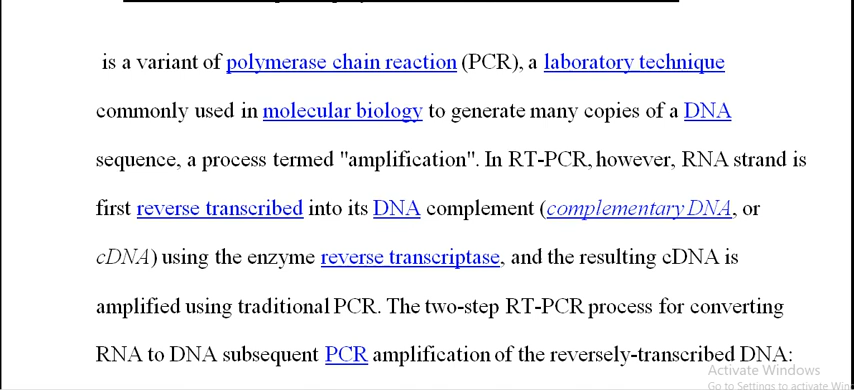 is a variant of polymerase chain reaction (PCR), a laboratory technique
commonly used in molecular biology to generate many copies of a DNA
sequence, a process termed "amplification". In RT-PCR, however, RNA strand is
first reverse transcribed into its DNA complement (complementary DNA, or
cDNA) using the enzyme reverse transcriptase, and the resulting cDNA is
amplified using traditional PCR. The two-step RT-PCR process for converting
RNA to DNA subsequent PCR amplification of the reversely-transcribed DNA:
Activate Windows
Go to Settings to activate Win